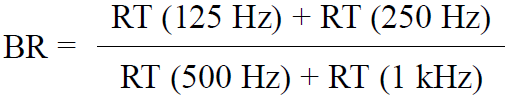 BR = RT (125 Hz) + RT (250 Hz)
RT (500 Hz) + RT (1 kHz)